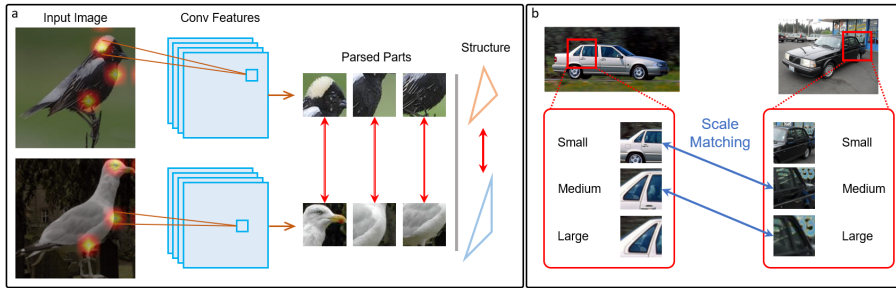 a
Input Image
Conv Features
Parsed Parts
Structure
b
Scale
Matching
Small
Medium
Large
Small
Medium
Large